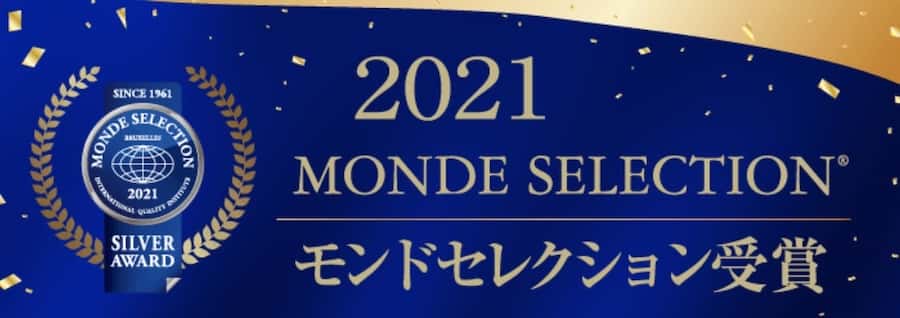 SINCE 1961
MONDE SELECTION
BRUXELLES
2021
INTERNATIONAL QUALITY INSTITUTE
SILVER
AWARD
2021
MONDE SELECTION®
モンドセレクション受賞